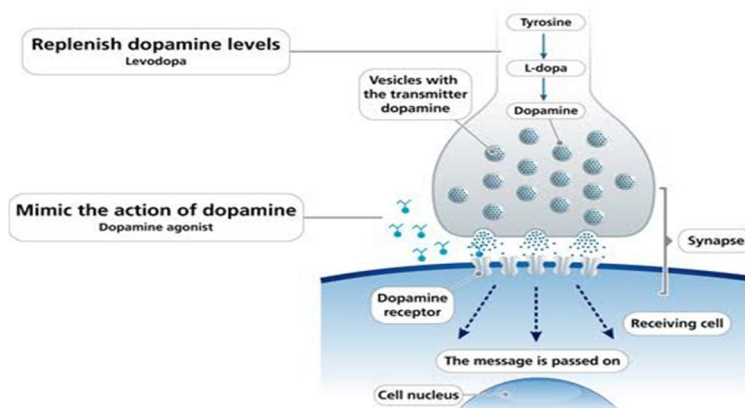 Tyrosine
Replenish dopamine levels
Levodopa
L-dopa
Vesicles with
the transmitter
dopamine
Dopamine
Mimic the action of dopamine
Dopamine agonist
Synapse
Dopamine
receptor
Receiving cell
The message is passed on
Cell nucleus